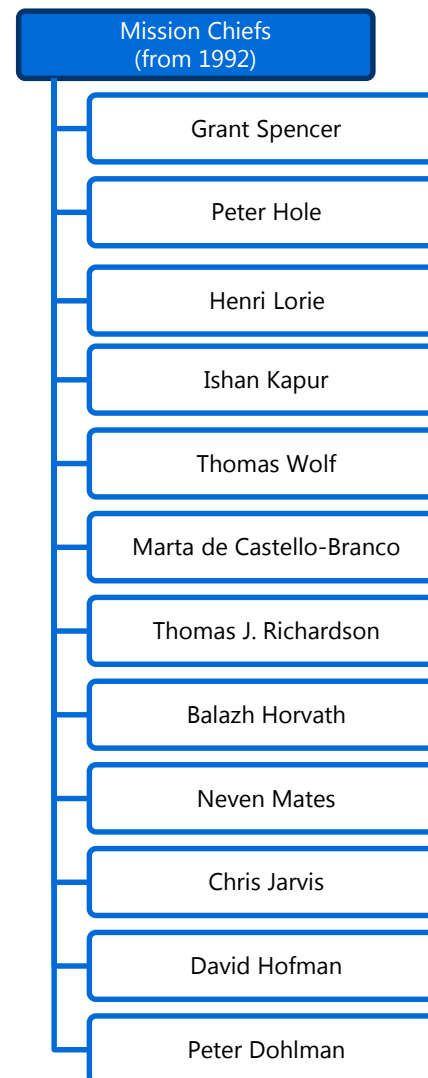 Mission Chiefs
(from 1992)
Grant Spencer
Peter Hole
Henri Lorie
Ishan Kapur
Thomas Wolf
Marta de Castello-Branco
Thomas J. Richardson
Balazh Horvath
Neven Mates
Chris Jarvis
David Hofman
Peter Dohlman